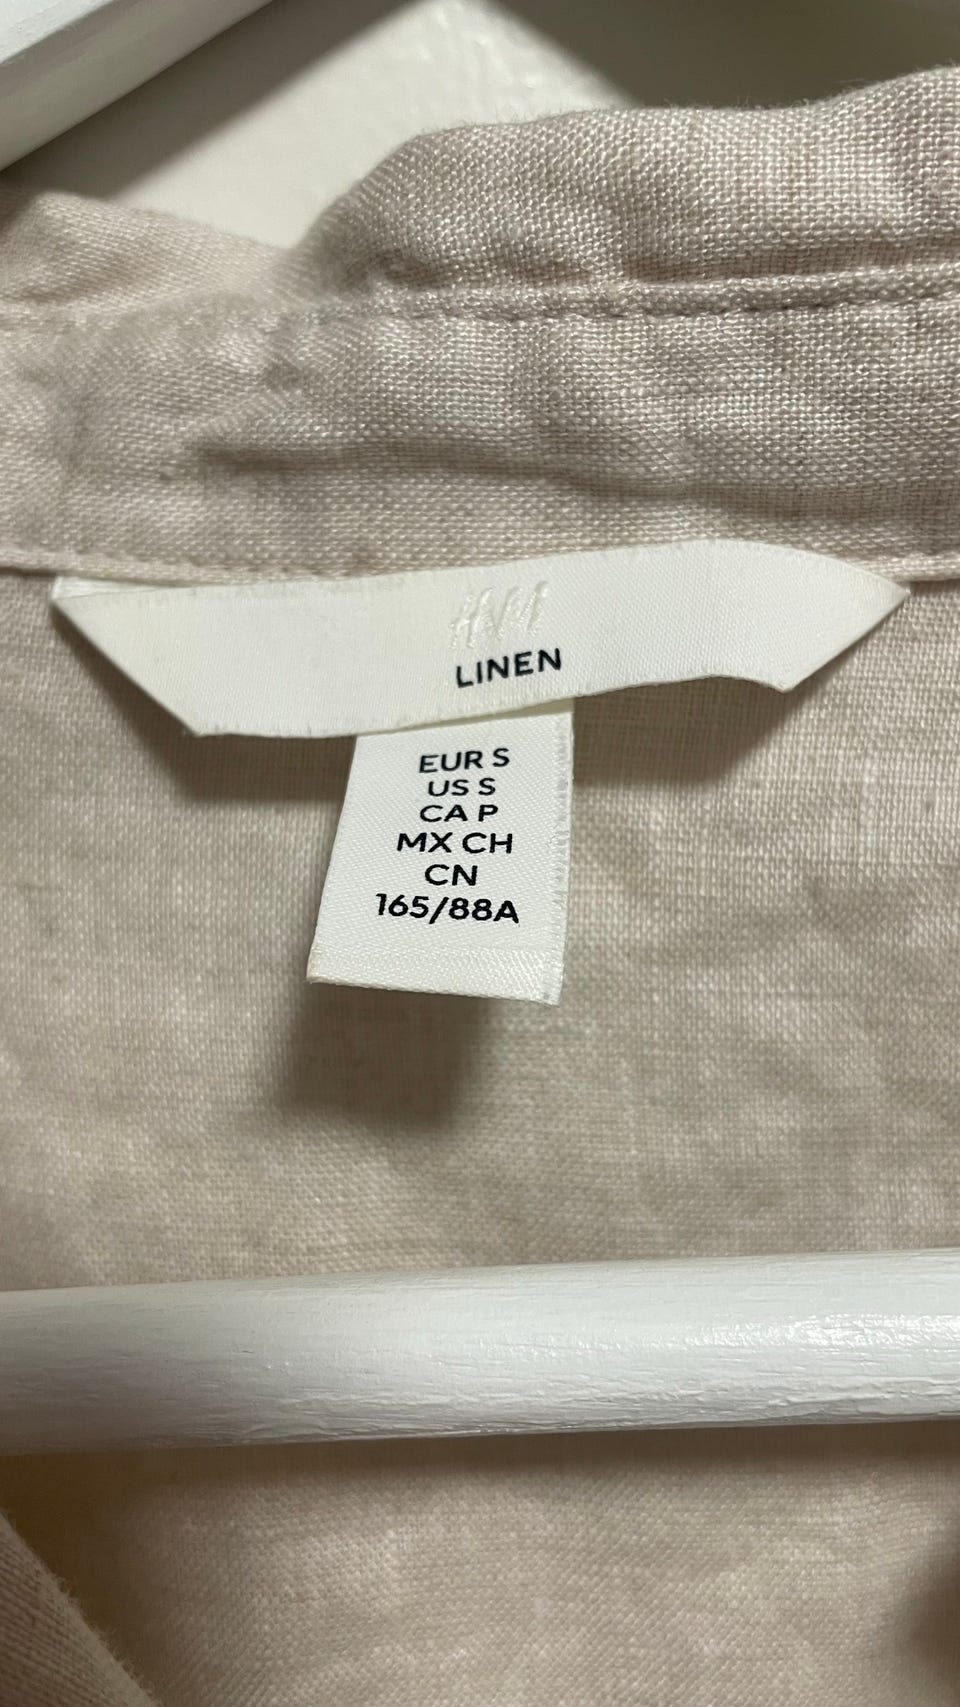 H&M
LINEN
EUR S
US S
CA P
MX CH
CN
165/88A